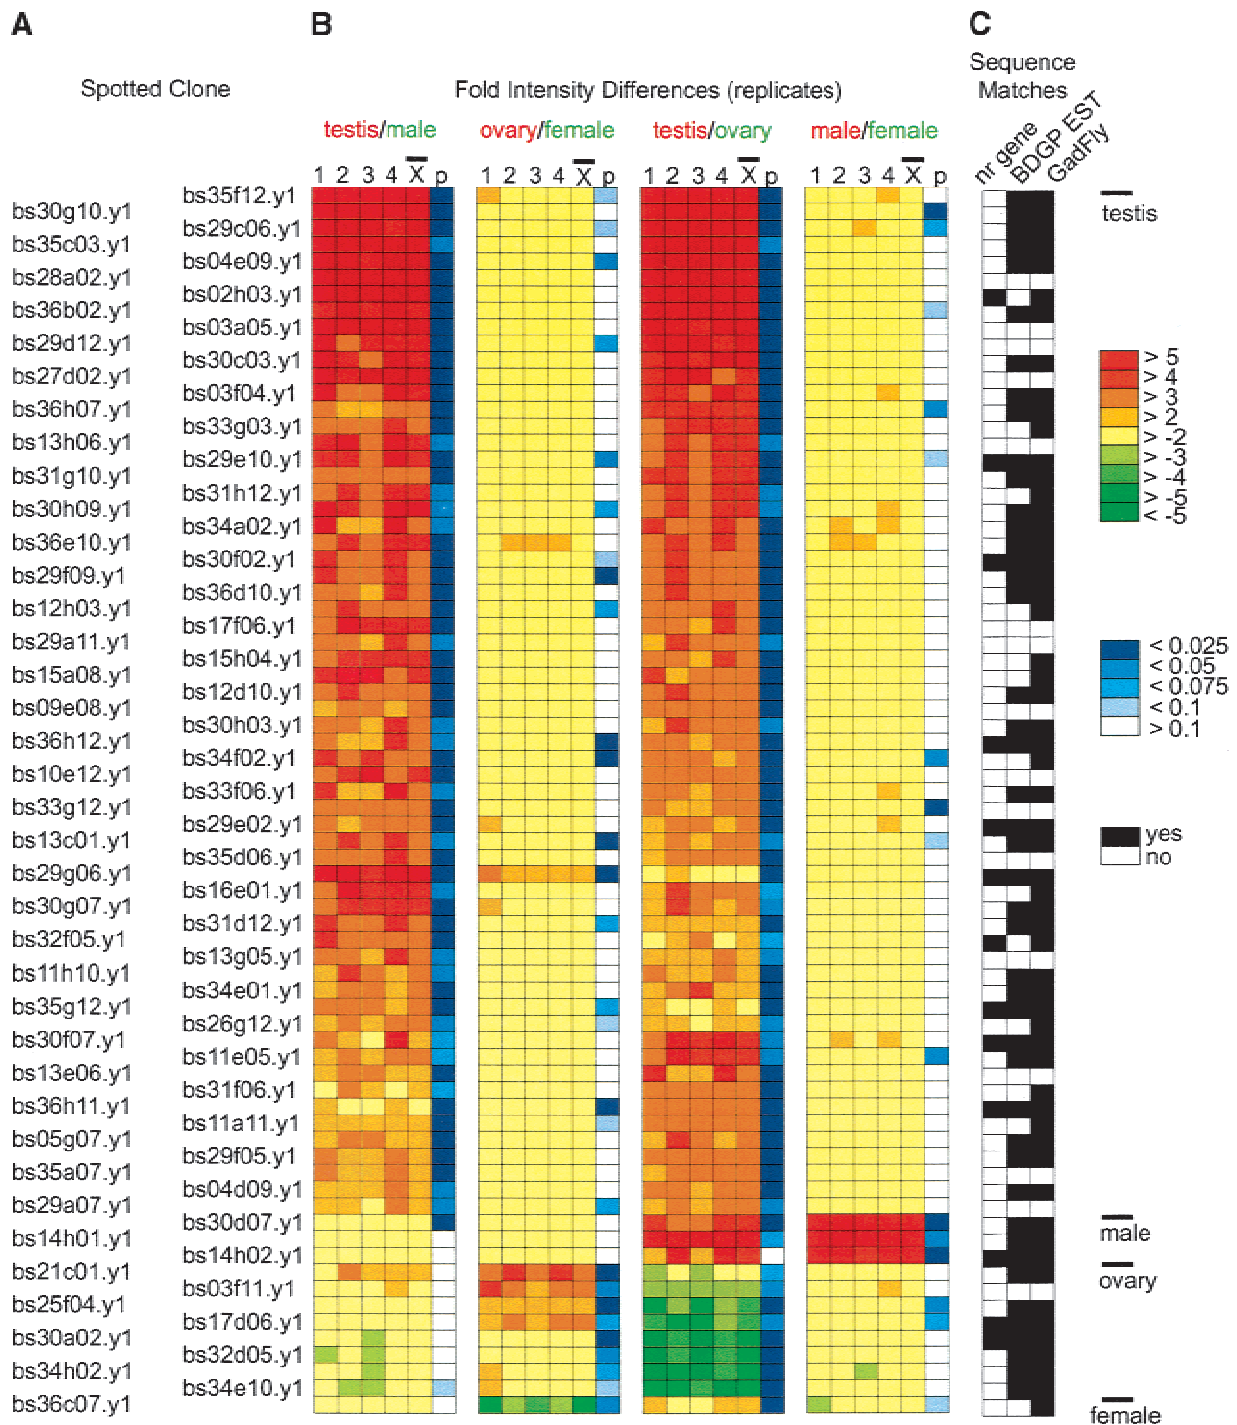 A
B
C
Spotted Clone
Fold Intensity Differences (replicates)
Sequence
Matches
testis/male
ovary/female
testis/ovary
male/female
nr gene
BDGP EST
GadFly
1 2 3 4 X p
1 2 3 4 X p
1 2 3 4 X p
1 2 3 4 X p
bs35f12.y1
bs30g10.y1
bs29c06.y1
bs35c03.y1
bs04e09.y1
bs28a02.y1
bs02h03.y1
bs36b02.y1
bs03a05.y1
bs29d12.y1
bs30c03.y1
bs27d02.y1
bs03f04.y1
bs36h07.y1
bs33g03.y1
bs13h06.y1
bs29e10.y1
bs31g10.y1
bs31h12.y1
bs30h09.y1
bs34a02.y1
bs36e10.y1
bs30f02.y1
bs29f09.y1
bs36d10.y1
bs12h03.y1
bs17f06.y1
bs29a11.y1
bs15h04.y1
bs15a08.y1
bs12d10.y1
bs09e08.y1
bs30h03.y1
bs36h12.y1
bs34f02.y1
bs10e12.y1
bs33f06.y1
bs33g12.y1
bs29e02.y1
bs13c01.y1
bs35d06.y1
bs29g06.y1
bs16e01.y1
bs30g07.y1
bs31d12.y1
bs32f05.y1
bs13g05.y1
bs11h10.y1
bs34e01.y1
bs35g12.y1
bs26g12.y1
bs30f07.y1
bs11e05.y1
bs13e06.y1
bs31f06.y1
bs36h11.y1
bs11a11.y1
bs05g07.y1
bs29f05.y1
bs35a07.y1
bs04d09.y1
bs29a07.y1
bs30d07.y1
bs14h01.y1
bs14h02.y1
bs21c01.y1
bs03f11.y1
bs25f04.y1
bs17d06.y1
bs30a02.y1
bs32d05.y1
bs34h02.y1
bs34e10.y1
bs36c07.y1
testis
> 5
> 4
> 3
> 2
> -2
> -3
> -4
> -5
< -5
< 0.025
< 0.05
< 0.075
< 0.1
> 0.1
yes
no
male
ovary
female